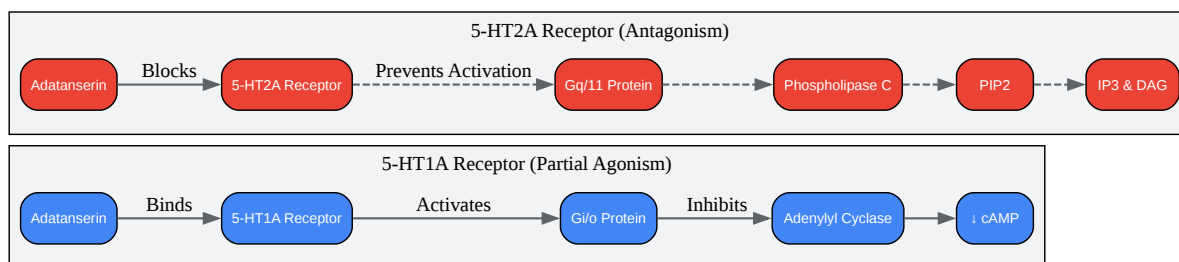 5-HT2A Receptor (Antagonism)
Adatanserin
Blocks
5-HT2A Receptor
Prevents Activation
Gq/11 Protein
Phospholipase C
PIP2
IP3 & DAG
5-HT1A Receptor (Partial Agonism)
Adatanserin
Binds
5-HT1A Receptor
Activates
Gi/o Protein
Inhibits
Adenylyl Cyclase
↓ cAMP